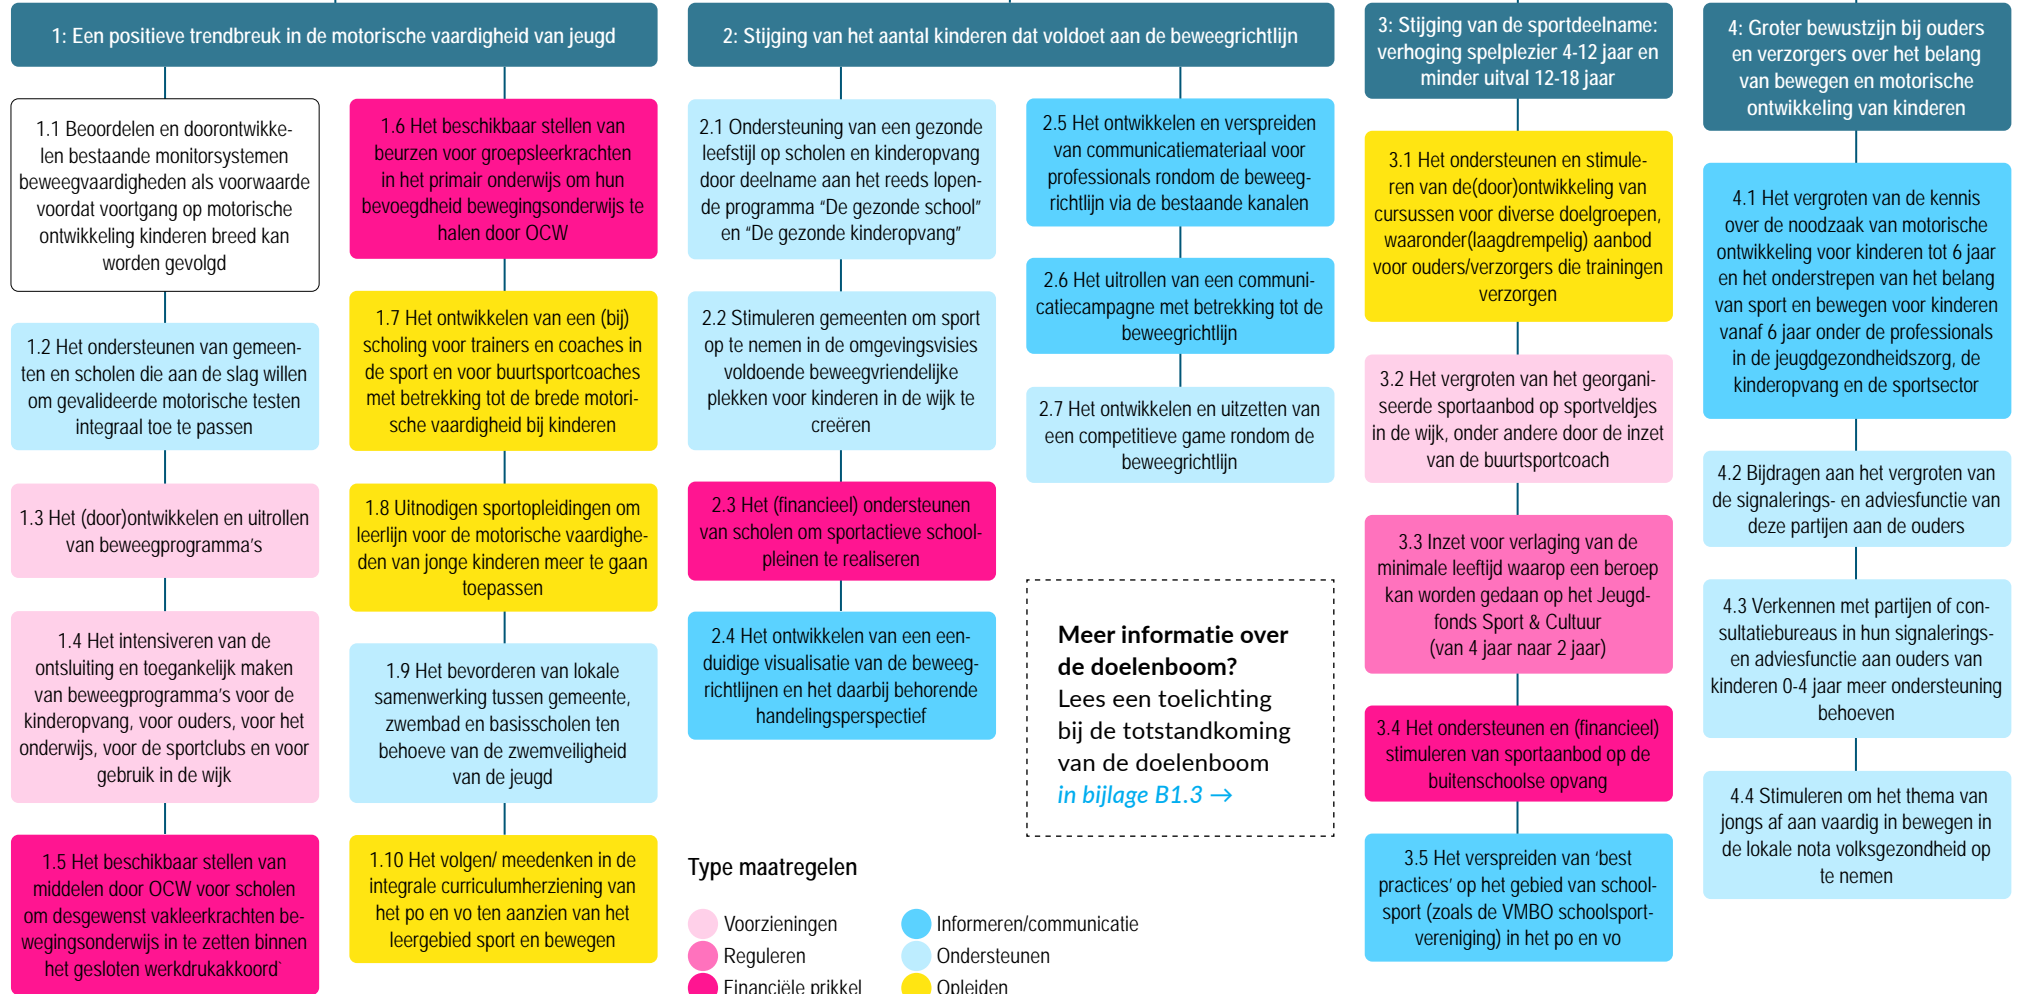 1: Een positieve trendbreuk in de motorische vaardigheid van jeugd
1.1 Beoordelen en doorontwikke-
len bestaande monitorsystemen
beweegvaardigheden als voorwaarde
voordat voortgang op motorische
ontwikkeling kinderen breed kan
worden gevolgd
1.2 Het ondersteunen van gemeen-
ten en scholen die aan de slag willen
om gevalideerde motorische testen
integraal toe te passen
1.3 Het (door)ontwikkelen en uitrollen
van beweegprogramma's
1.4 Het intensiveren van de
ontsluiting en toegankelijk maken
van beweegprogramma's voor de
kinderopvang, voor ouders, voor het
onderwijs, voor de sportclubs en voor
gebruik in de wijk
1.5 Het beschikbaar stellen van
middelen door OCW voor scholen
om desgewenst vakleerkrachten be-
wegingsonderwijs in te zetten binnen
het gesloten werkdrukakkoord`
1.6 Het beschikbaar stellen van
beurzen voor groepsleerkrachten
in het primair onderwijs om hun
bevoegdheid bewegingsonderwijs te
halen door OCW
1.7 Het ontwikkelen van een (bij)
scholing voor trainers en coaches in
de sport en voor buurtsportcoaches
met betrekking tot de brede motori-
sche vaardigheid bij kinderen
1.8 Uitnodigen sportopleidingen om
leerlijn voor de motorische vaardighe-
den van jonge kinderen meer te gaan
toepassen
1.9 Het bevorderen van lokale
samenwerking tussen gemeente,
zwembad en basisscholen ten
behoeve van de zwemveiligheid
van de jeugd
1.10 Het volgen/ meedenken in de
integrale curriculumherziening van
het po en vo ten aanzien van het
leergebied sport en bewegen
2: Stijging van het aantal kinderen dat voldoet aan de beweegrichtlijn
2.1 Ondersteuning van een gezonde
leefstijl op scholen en kinderopvang
door deelname aan het reeds lopen-
de programma “De gezonde school”
en “De gezonde kinderopvang”
2.2 Stimuleren gemeenten om sport
op te nemen in de omgevingsvisies
voldoende beweegvriendelijke
plekken voor kinderen in de wijk te
creëren
2.3 Het (financieel) ondersteunen
van scholen om sportactieve school-
pleinen te realiseren
2.4 Het ontwikkelen van een een-
duidige visualisatie van de beweeg-
richtlijnen en het daarbij behorende
handelingsperspectief
2.5 Het ontwikkelen en verspreiden
van communicatiemateriaal voor
professionals rondom de beweeg-
richtlijn via de bestaande kanalen
2.6 Het uitrollen van een communi-
catiecampagne met betrekking tot de
beweegrichtlijn
2.7 Het ontwikkelen en uitzetten van
een competitieve game rondom de
beweegrichtlijn
Meer informatie over
de doelenboom?
Lees een toelichting
bij de totstandkoming
van de doelenboom
in bijlage B1.3 →
Type maatregelen
Voorzieningen
Reguleren
Financiële prikkel
Informeren/communicatie
Ondersteunen
Opleiden
3: Stijging van de sportdeelname:
verhoging spelplezier 4-12 jaar en
minder uitval 12-18 jaar
3.1 Het ondersteunen en stimule-
ren van de(door)ontwikkeling van
cursussen voor diverse doelgroepen,
waaronder(laagdrempelig) aanbod
voor ouders/verzorgers die trainingen
verzorgen
3.2 Het vergroten van het georgani-
seerde sportaanbod op sportveldjes
in de wijk, onder andere door de inzet
van de buurtsportcoach
3.3 Inzet voor verlaging van de
minimale leeftijd waarop een beroep
kan worden gedaan op het Jeugd-
fonds Sport & Cultuur
(van 4 jaar naar 2 jaar)
3.4 Het ondersteunen en (financieel)
stimuleren van sportaanbod op de
buitenschoolse opvang
3.5 Het verspreiden van ‘best
practices’ op het gebied van school-
sport (zoals de VMBO schoolsport-
vereniging) in het po en vo
4: Groter bewustzijn bij ouders
en verzorgers over het belang
van bewegen en motorische
ontwikkeling van kinderen
4.1 Het vergroten van de kennis
over de noodzaak van motorische
ontwikkeling voor kinderen tot 6 jaar
en het onderstrepen van het belang
van sport en bewegen voor kinderen
vanaf 6 jaar onder de professionals
in de jeugdgezondheidszorg, de
kinderopvang en de sportsector
4.2 Bijdragen aan het vergroten van
de signalerings- en adviesfunctie van
deze partijen aan de ouders
4.3 Verkennen met partijen of con-
sultatiebureaus in hun signalerings-
en adviesfunctie aan ouders van
kinderen 0-4 jaar meer ondersteuning
behoeven
4.4 Stimuleren om het thema van
jongs af aan vaardig in bewegen in
de lokale nota volksgezondheid op
te nemen